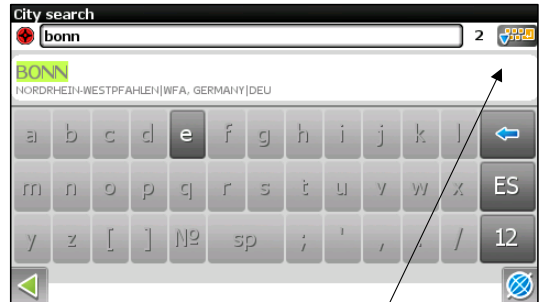 City search
bonn 2
BONN
NORDRHEIN-WESTPFAHLEN|WFA, GERMANY|DEU
a b c d e f g h i j k l
m n o p q r s t u v w x ES
y z [ ] Nº sp ; ' , . / 12